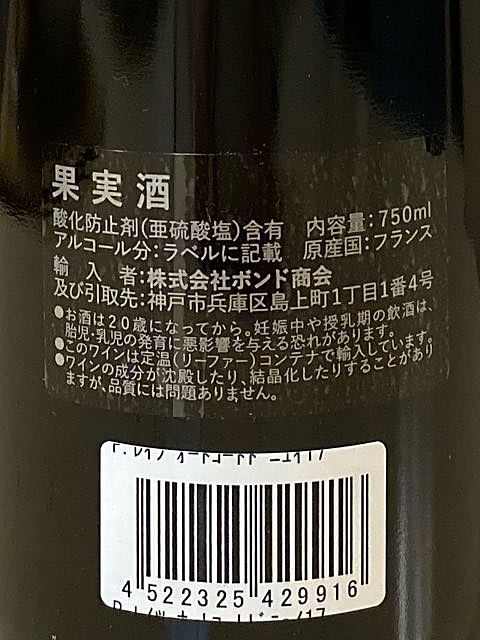 果実酒
酸化防止剤(亜硫酸塩)含有 内容量:750ml
アルコール分:ラベルに記載 原産国:フランス
輸入者:株式会社ボンド商会
及び引取先:神戸市兵庫区島上町1丁目1番4号
●お酒は20歳になってから。妊娠中や授乳期の飲酒は、
胎児・乳児の発育に悪影響を与える恐れがあります。
●このワインは定温(リーファー)コンテナで輸入しています。
●ワインの成分が沈殿したり、結晶化したりすることがあり
ますが、品質には問題ありません。
4 522325 429916